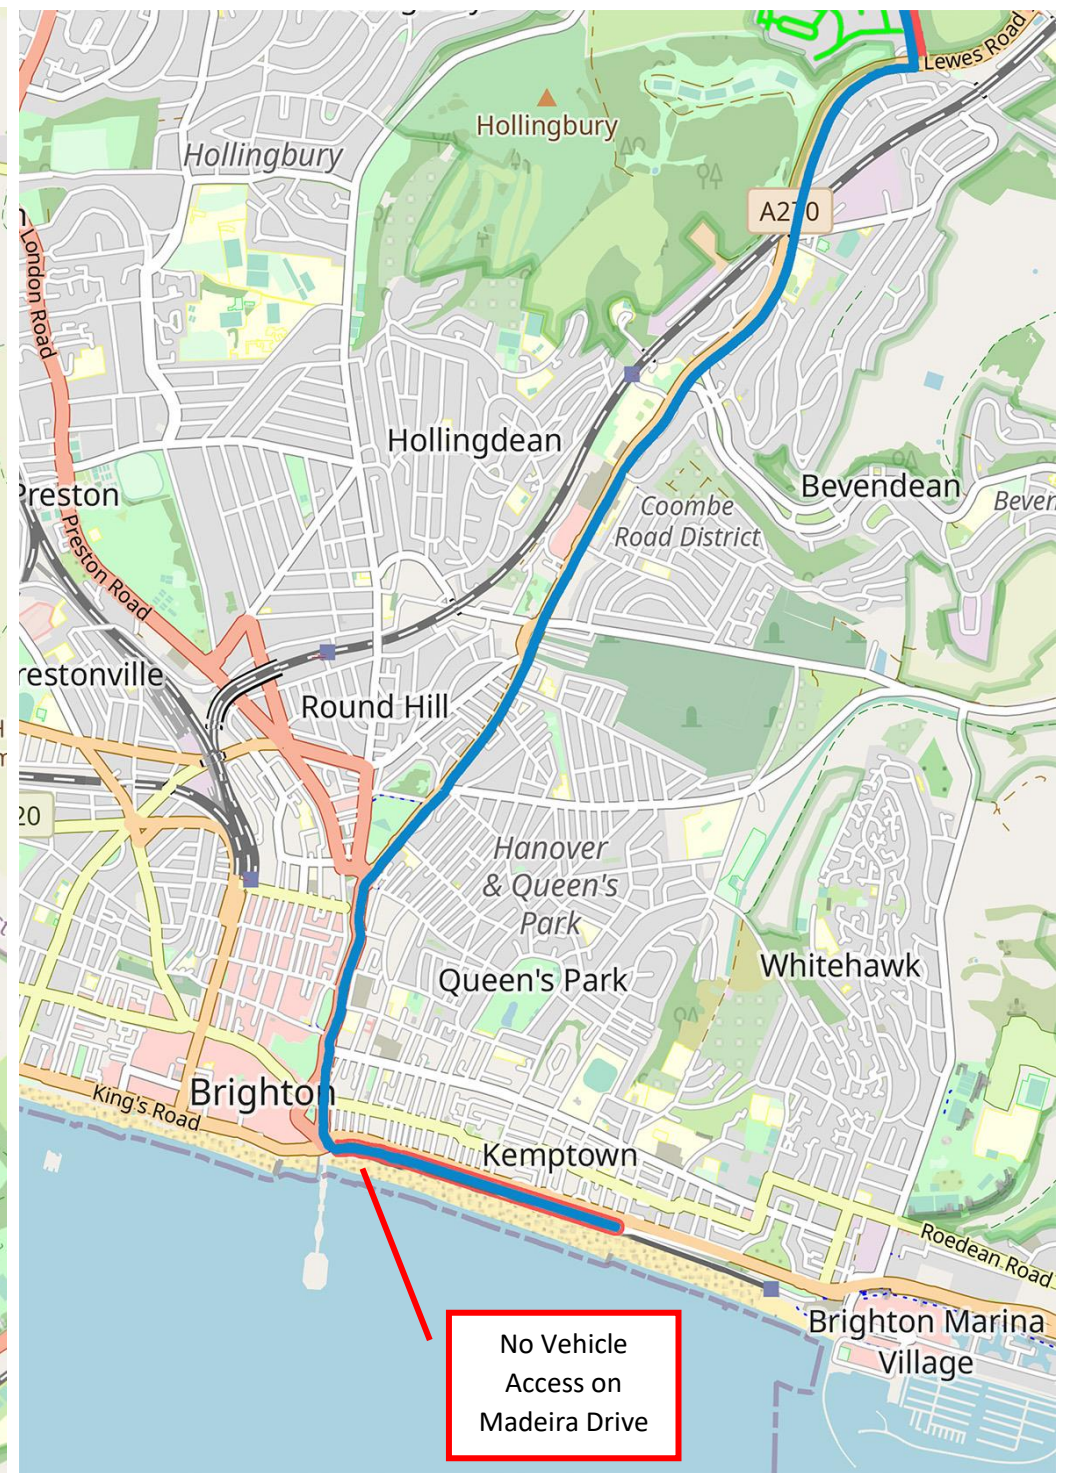 Lewes Road
Hollingbury
Hollingbury
A270
London Road
Hollingdean
Preston
Bevendean
Coombe
Road District
Preston Road
Round Hill
20
Hanover
& Queen's
Park
Queen's Park
Whitehawk
Brighton
King's Road
Kemptown
Roedean Road
Brighton Marina
Village
No Vehicle
Access on
Madeira Drive